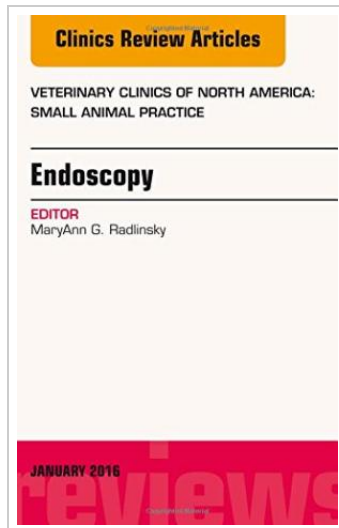 Clinics Review Articles
VETERINARY CLINICS OF NORTH AMERICA:
SMALL ANIMAL PRACTICE
Endoscopy
EDITOR
MaryAnn G. Radlinsky
JANUARY 2016
reviews